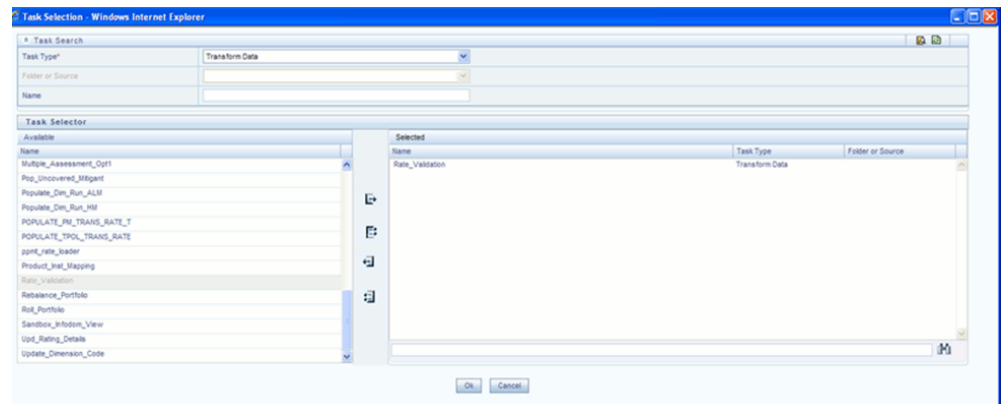 Task Selection - Windows Internet Explorer
Task Search
Task Type*
Transform Data
Folder or Source
Name
Task Selector
Available
Selected
Name
Name
Task Type
Folder or Source
Multiple_Assessment_Opt1
Rate_Validation
Transform Data
Pop_Uncovered_Mitigant
Populate_Dim_Run_ALM
Populate_Dim_Run_HM
POPULATE_PM_TRANS_RATE_T
POPULATE_TPOL_TRANS_RATE
ppmt_rate_loader
Product_Inst_Mapping
Rate_Validation
Rebalance_Portfolio
Roll_Portfolio
Sandbox_Infodom_View
Upd_Rating_Details
Update_Dimension_Code
Ok
Cancel